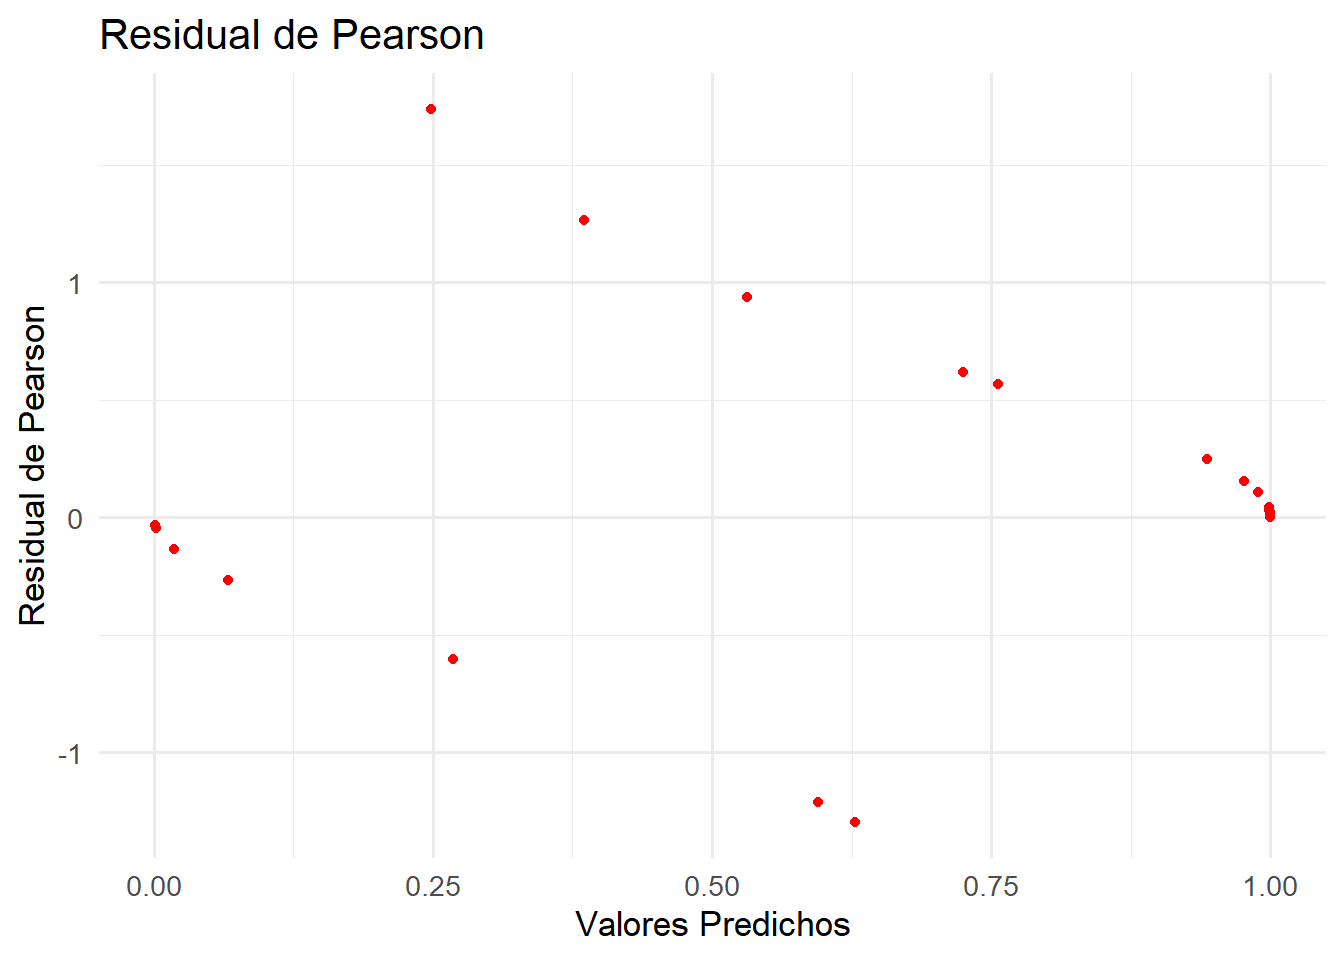 Residual de Pearson
Residual de Pearson
1
0
-1
0.00 0.25 0.50 0.75 1.00
Valores Predichos